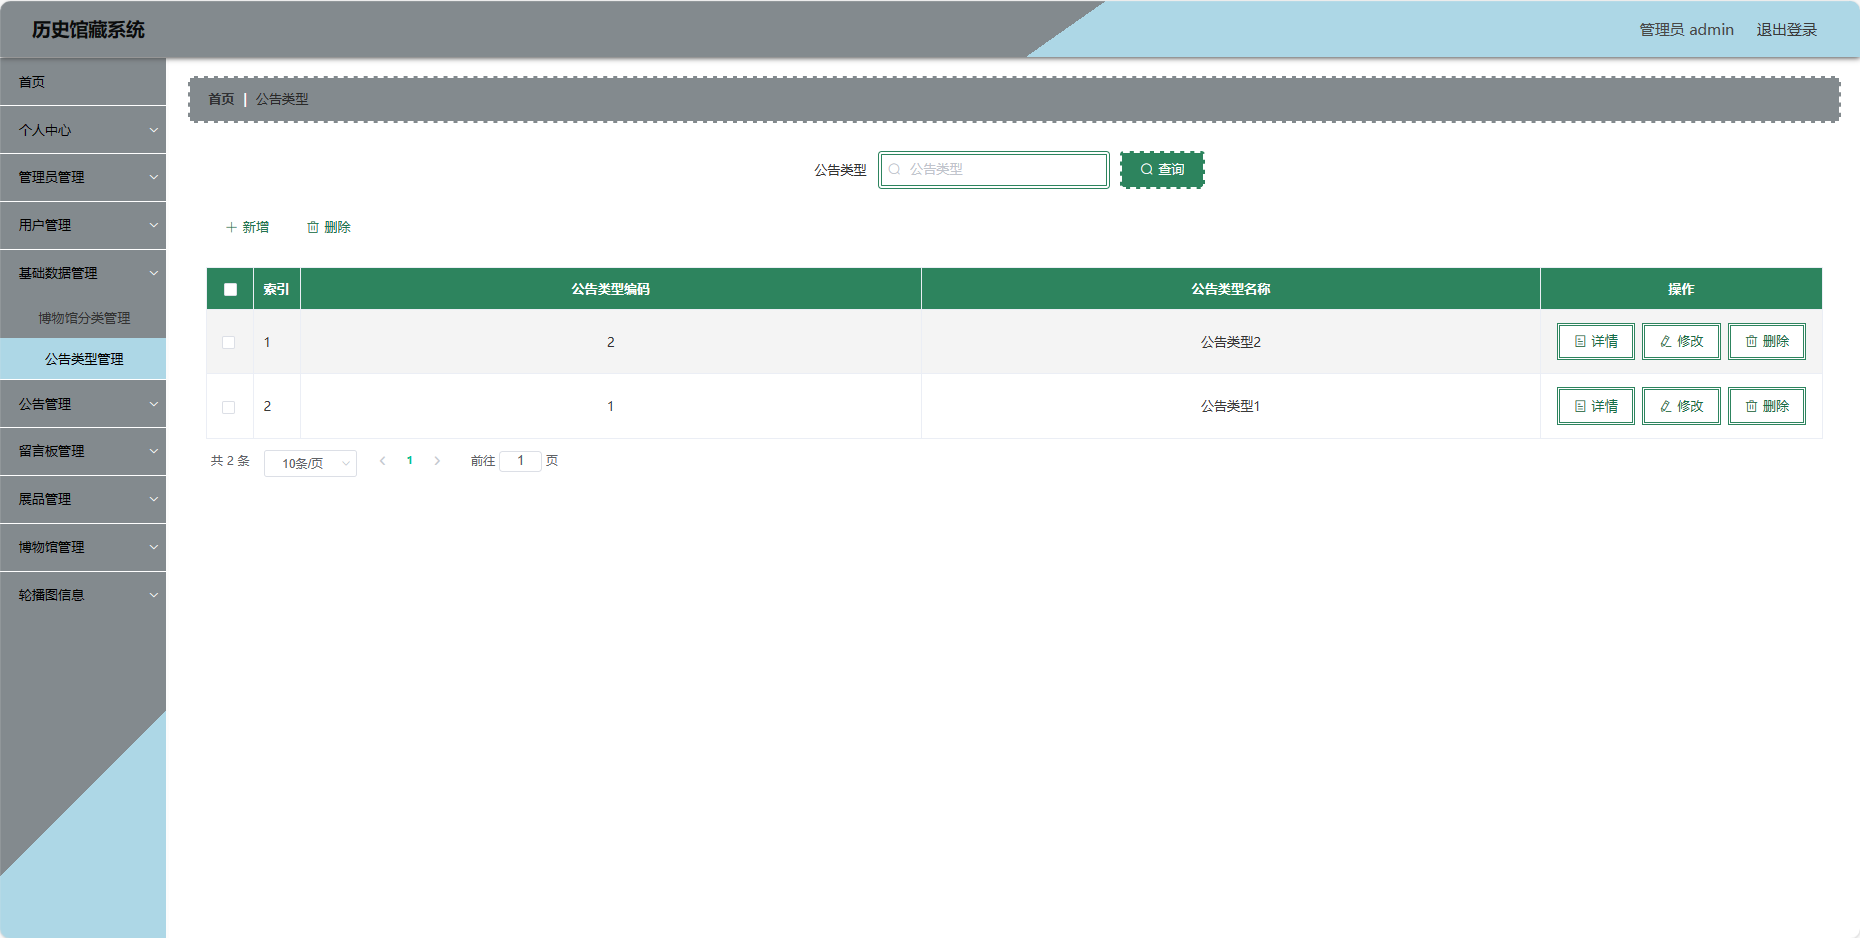 历史馆藏系统
管理员 admin 退出登录
首页
个人中心
管理员管理
用户管理
基础数据管理
博物馆分类管理
公告类型管理
公告管理
留言板管理
展品管理
博物馆管理
轮播图信息
首页 | 公告类型
公告类型 公告类型 查询
新增 删除
索引 公告类型编码 公告类型名称 操作
1 2 公告类型2 详情 修改 删除
2 1 公告类型1 详情 修改 删除
共 2 条 10条/页 1 前往 1 页